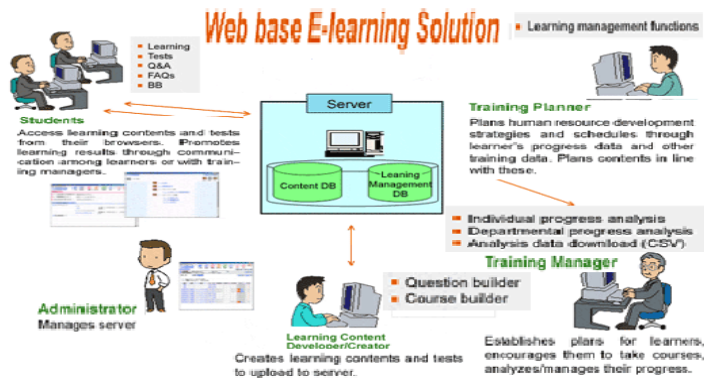 Web base E-learning Solution
Learning management functions
Learning
Tests
Q&A
FAQs
BB
Students
Access learning contents and tests
from their browsers. Promotes
learning results through communi-
cation among learners or with train-
ing managers.
Server
Content DB
Leaning
Management
DB
Training Planner
Plans human resource development
strategies and schedules through
learner's progress data and other
training data. Plans contents in line
with these.
Individual progress analysis
Departmental progress analysis
Analysis data download (CSV)
Training Manager
Establishes plans for learners,
encourages them to take courses,
analyzes/manages their progress.
Administrator
Manages server
Question builder
Course builder
Learning Content
Developer/Creator
Creates learning contents and tests
to upload to server.